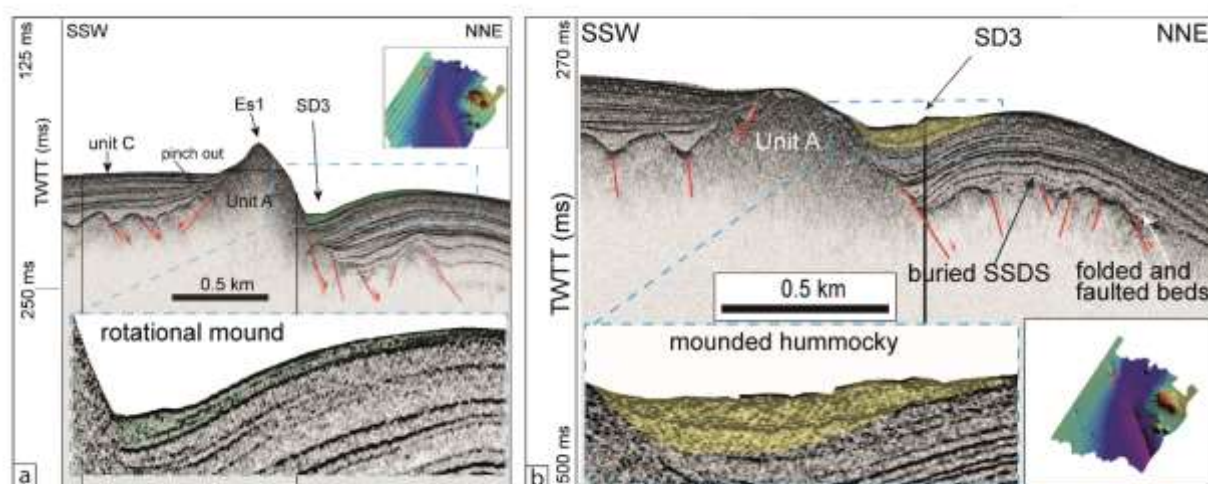 SSW
NNE
125 ms
TWTT (ms)
250 ms
Es1
SD3
unit C
pinch out
Unit A
0.5 km
rotational mound
a
SSW
NNE
270 ms
TWTT (ms)
500 ms
SD3
Unit A
buried SSDS
folded and
faulted beds
0.5 km
mounded hummocky
b